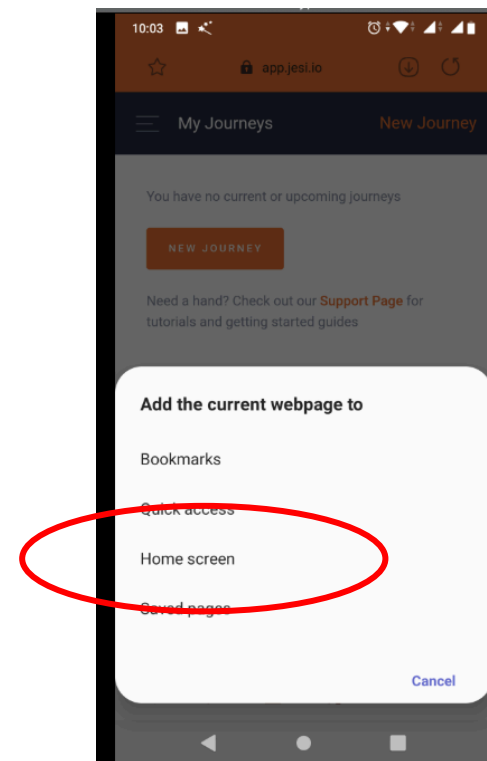 10:03
app.jesi.io
My Journeys New Journey
You have no current or upcoming journeys
NEW JOURNEY
Need a hand? Check out our Support Page for
tutorials and getting started guides
Add the current webpage to
Bookmarks
Quick access
Home screen
Saved pages
Cancel